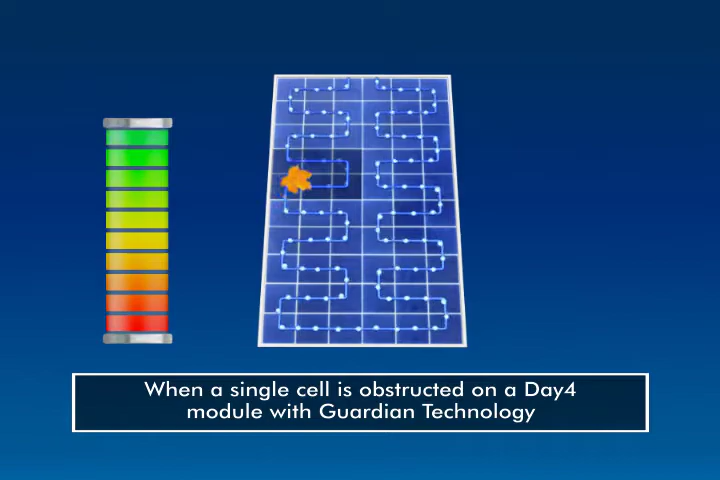 When a single cell is obstructed on a Day4
module with Guardian Technology